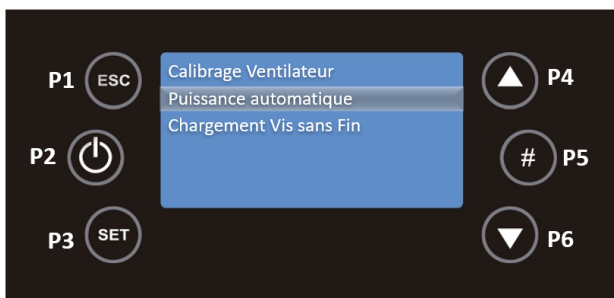 P1 ESC
P2
P3 SET
Calibrage Ventilateur
Puissance automatique
Chargement Vis sans Fin
P4
# P5
P6